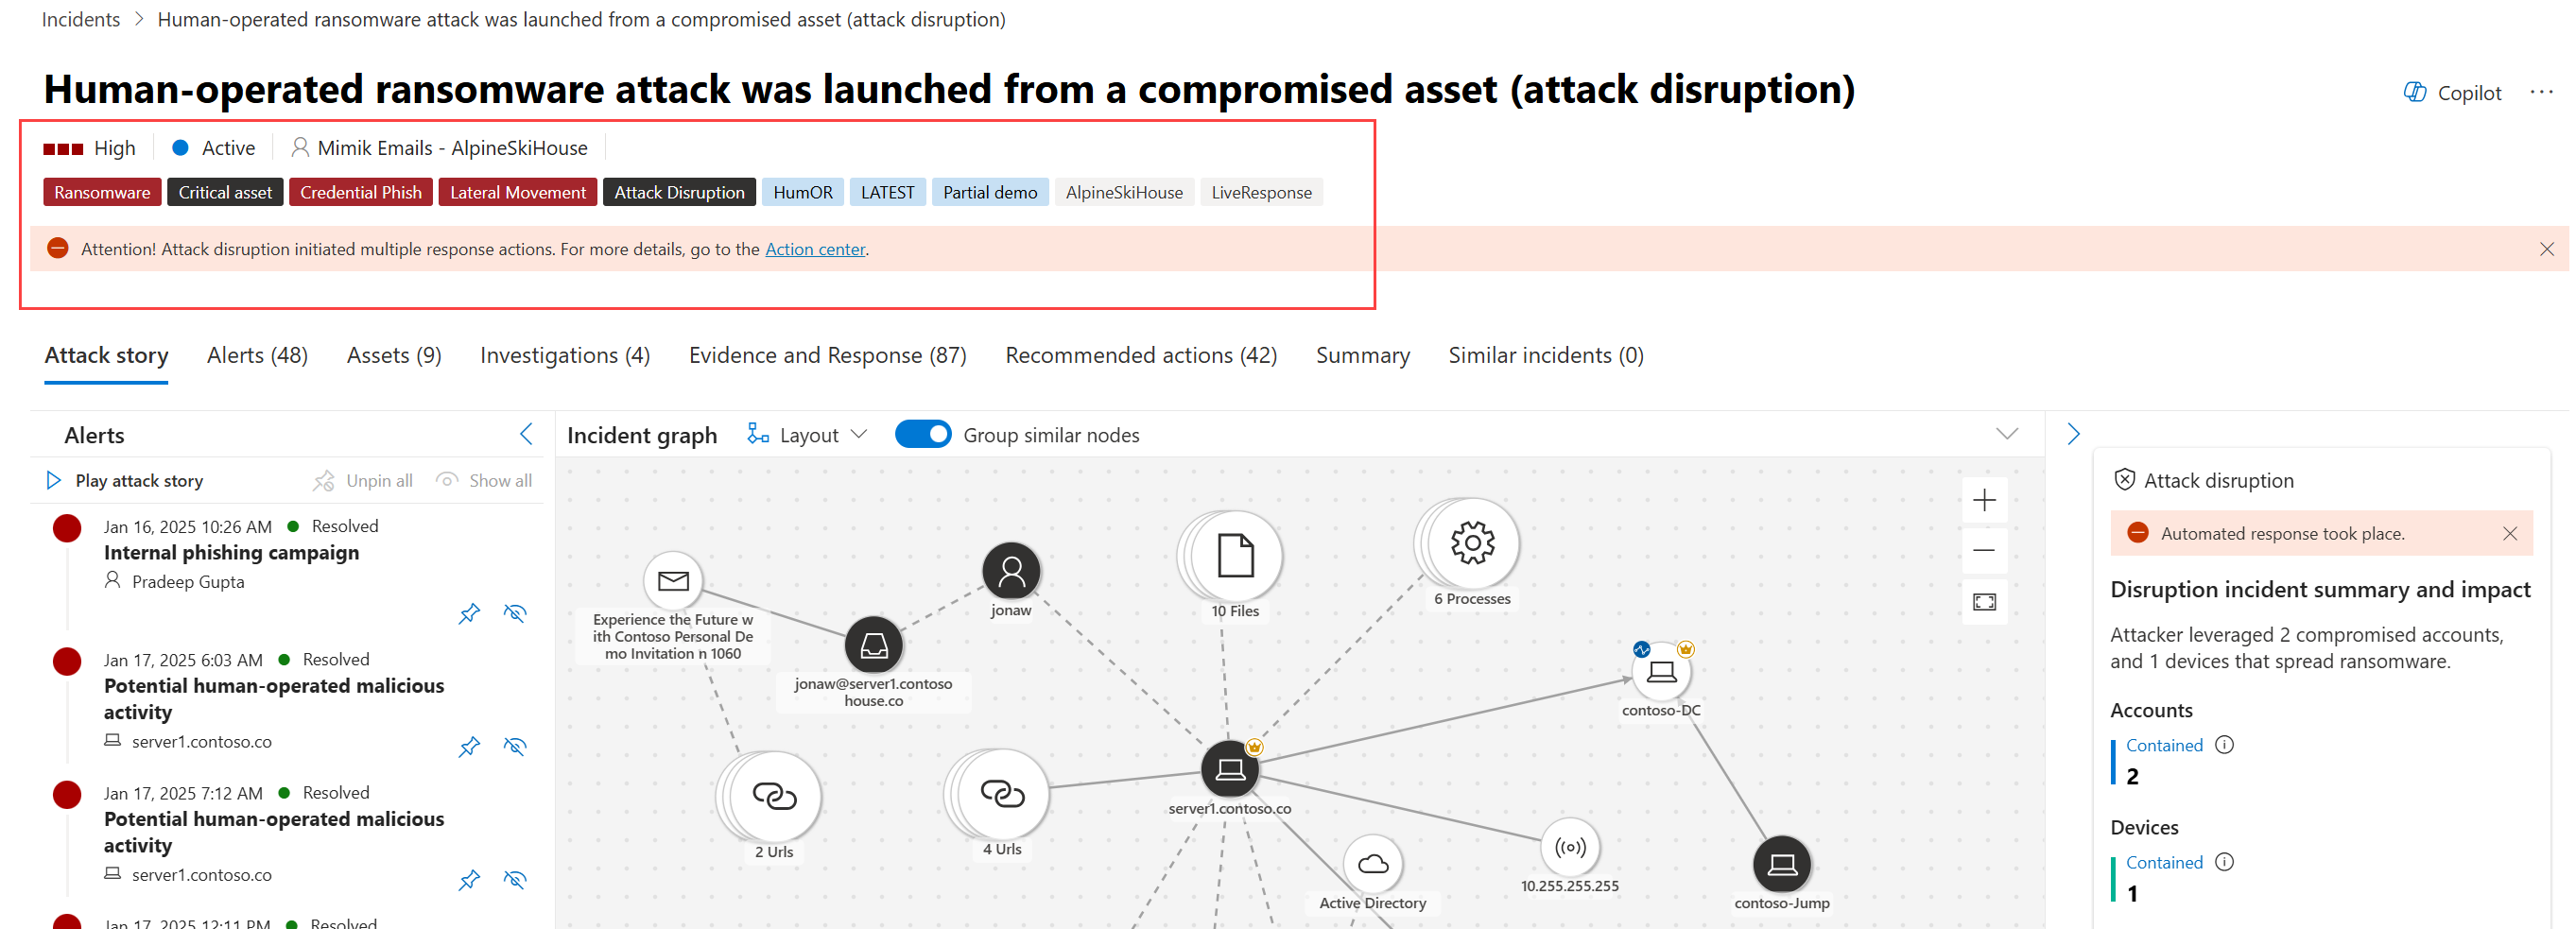 Incidents > Human-operated ransomware attack was launched from a compromised asset (attack disruption)
Human-operated ransomware attack was launched from a compromised asset (attack disruption)
Copilot
High
Active
Mimik Emails - AlpineSkiHouse
Ransomware
Critical asset
Credential Phish
Lateral Movement
Attack Disruption
HumOR
LATEST
Partial demo
AlpineSkiHouse
LiveResponse
Attention! Attack disruption initiated multiple response actions. For more details, go to the Action center.
Attack story
Alerts (48)
Assets (9)
Investigations (4)
Evidence and Response (87)
Recommended actions (42)
Summary
Similar incidents (0)
Alerts
Play attack story
Unpin all
Show all
Jan 16, 2025 10:26 AM
Resolved
Internal phishing campaign
Pradeep Gupta
Jan 17, 2025 6:03 AM
Resolved
Potential human-operated malicious
activity
server1.contoso.co
Jan 17, 2025 7:12 AM
Resolved
Potential human-operated malicious
activity
server1.contoso.co
Jan 17, 2025 12:11 PM
Resolved
Incident graph
Layout
Group similar nodes
Experience the Future w
ith Contoso Personal De
mo Invitation n 1060
jonaw@server1.contoso
house.co
jonaw
10 Files
6 Processes
contoso-DC
2 Urls
4 Urls
server1.contoso.co
Active Directory
10.255.255.255
contoso-Jump
Attack disruption
Automated response took place.
Disruption incident summary and impact
Attacker leveraged 2 compromised accounts,
and 1 devices that spread ransomware.
Accounts
Contained
2
Devices
Contained
1